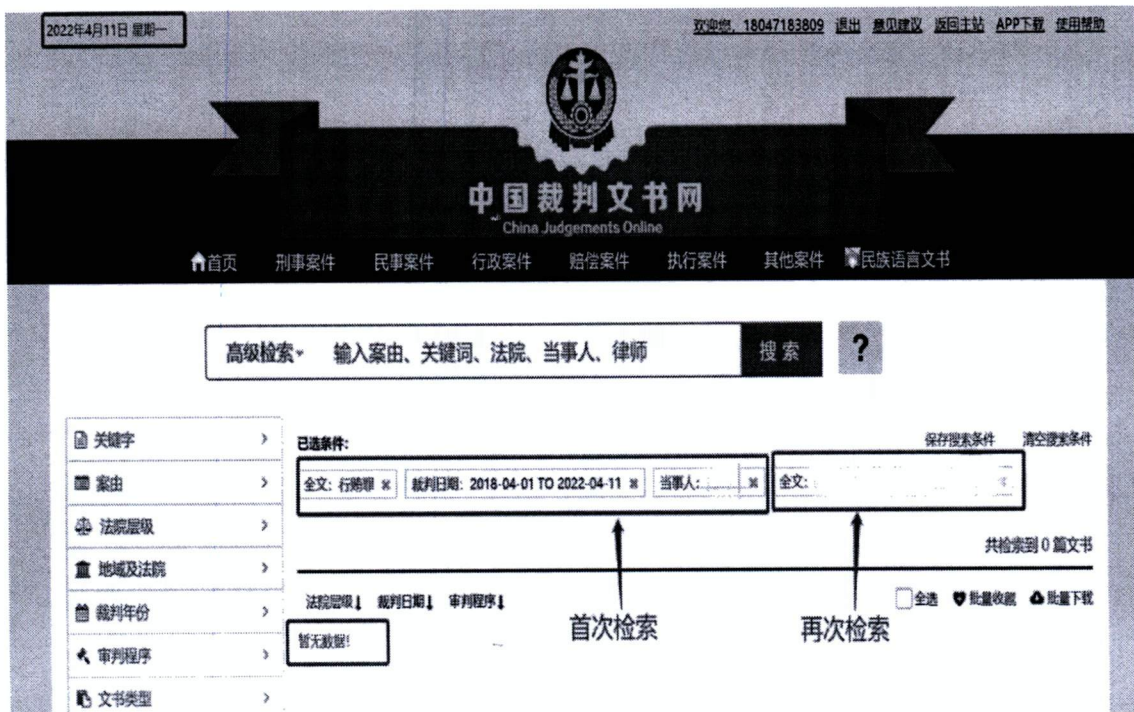 2022年4月11日 星期一
欢迎您，18047183809 退出 意见建议 返回主站 APP下载 使用帮助
中国裁判文书网
China Judgements Online
首页 刑事案件 民事案件 行政案件 赔偿案件 执行案件 其他案件 民族语言文书
高级检索 输入案由、关键词、法院、当事人、律师 搜索 ?
关键字
案由
法院层级
地域及法院
裁判年份
审判程序
文书类型
已选条件：
保存搜索条件 清空搜索条件
全文：行贿罪 × 裁判日期：2018-04-01 TO 2022-04-11 × 当事人： × 全文： ×
共检索到 0 篇文书
法院层级↓ 裁判日期↓ 审判程序↓
全选 批量收藏 批量下载
首次检索 再次检索
暂无数据！